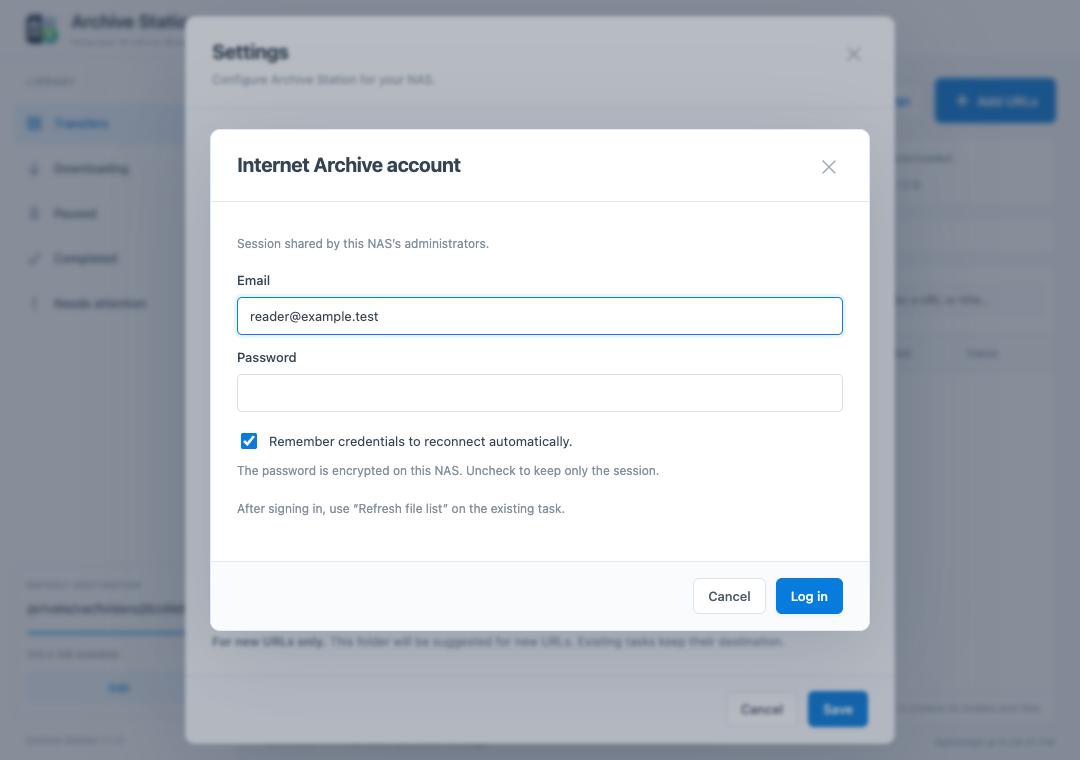 Archive Station
Settings
Configure Archive Station for your NAS.
LIBRARY
Transfers
Add URLs
Internet Archive account
Downloading
Paused
Session shared by this NAS's administrators.
Completed
Email
Needs attention
reader@example.test
Password
Remember credentials to reconnect automatically.
The password is encrypted on this NAS. Uncheck to keep only the session.
After signing in, use "Refresh file list" on the existing task.
DEFAULT DESTINATION
Cancel
Log in
For new URLs only. This folder will be suggested for new URLs. Existing tasks keep their destination.
Edit
Cancel
Save